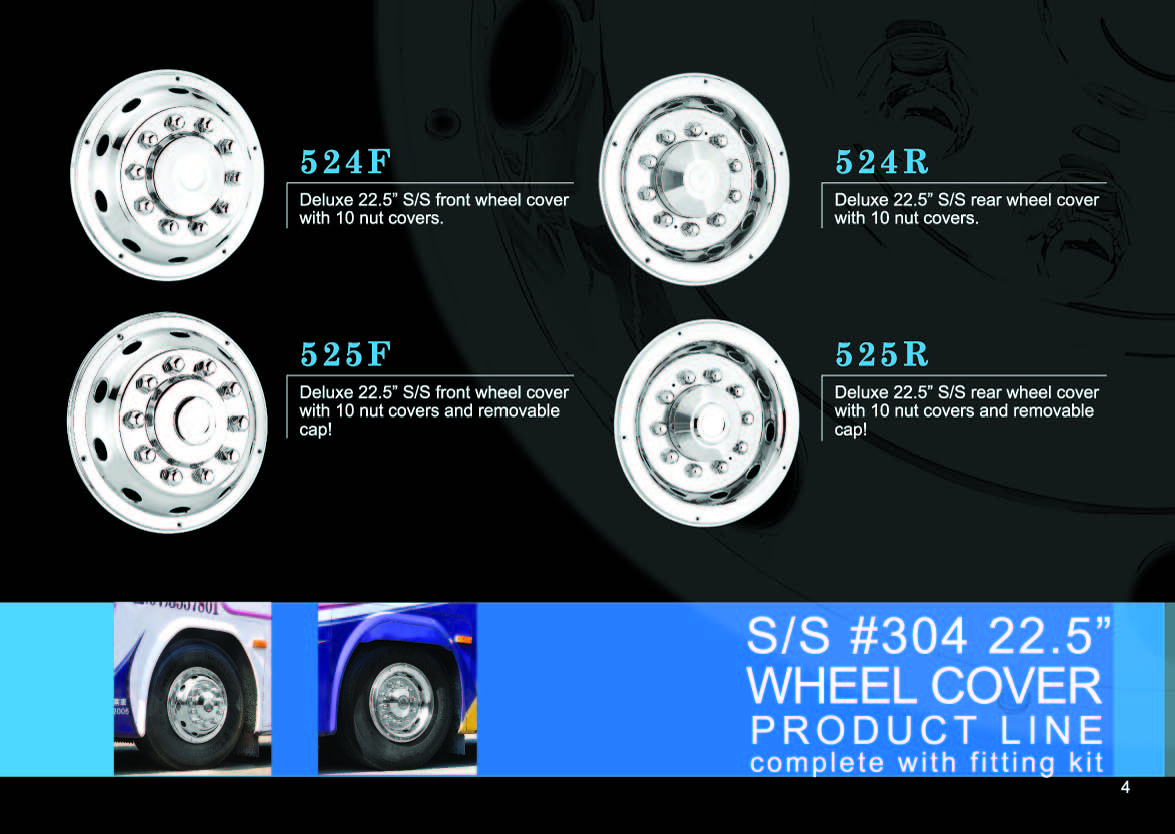 524F
Deluxe 22.5” S/S front wheel cover
with 10 nut covers.
524R
Deluxe 22.5” S/S rear wheel cover
with 10 nut covers.
525F
Deluxe 22.5” S/S front wheel cover
with 10 nut covers and removable
cap!
525R
Deluxe 22.5” S/S rear wheel cover
with 10 nut covers and removable
cap!
2005
S/S #304 22.5”
WHEEL COVER
PRODUCT LINE
complete with fitting kit
4